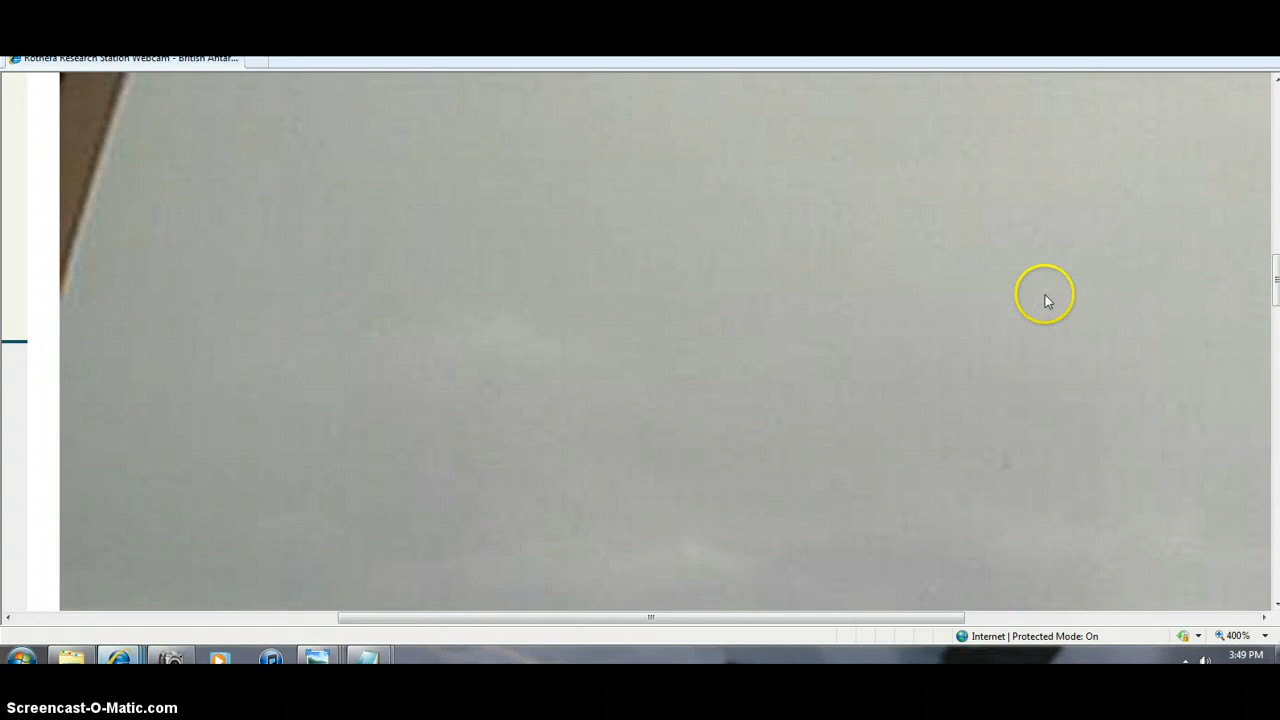 Rothera Research Station Webcam - British Antar...
Internet | Protected Mode: On
400%
3:49 PM
Screencast-O-Matic.com